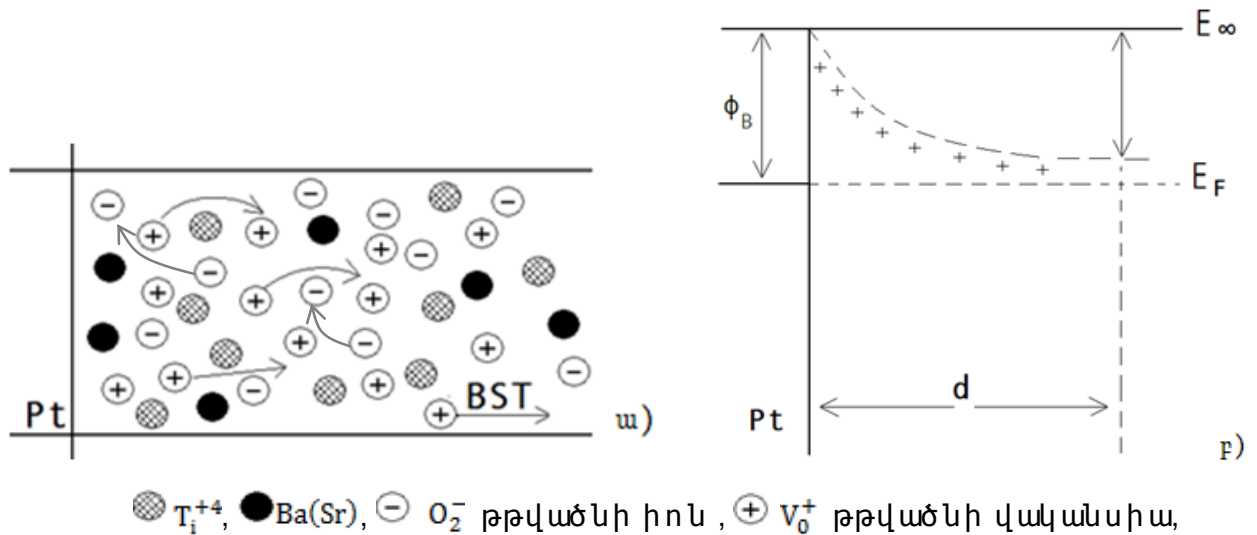 E∞
ϕB
EF
Pt
BST
ա)
Pt
d
բ)
Ti+4, Ba(Sr), O2− թթվածնի իոն , V0+ թթվածնի վականսիա,